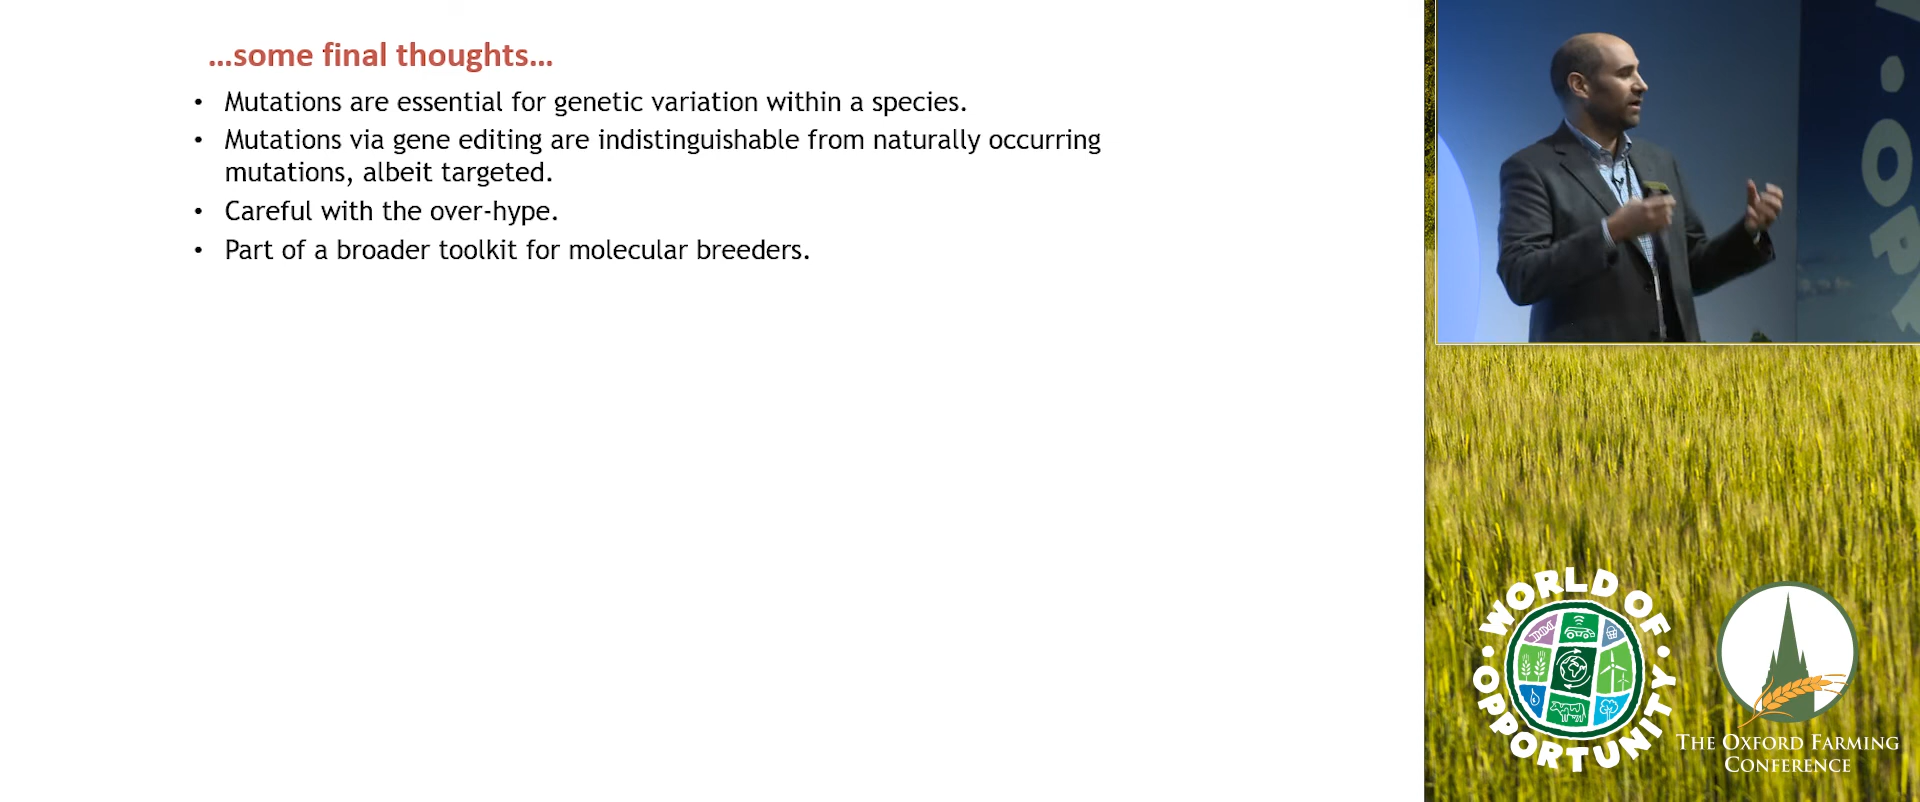 ...some final thoughts...
• Mutations are essential for genetic variation within a species.
• Mutations via gene editing are indistinguishable from naturally occurring
mutations, albeit targeted.
• Careful with the over-hype.
• Part of a broader toolkit for molecular breeders.
WORLD OF
OPPORTUNITY
THE OXFORD FARMING
CONFERENCE